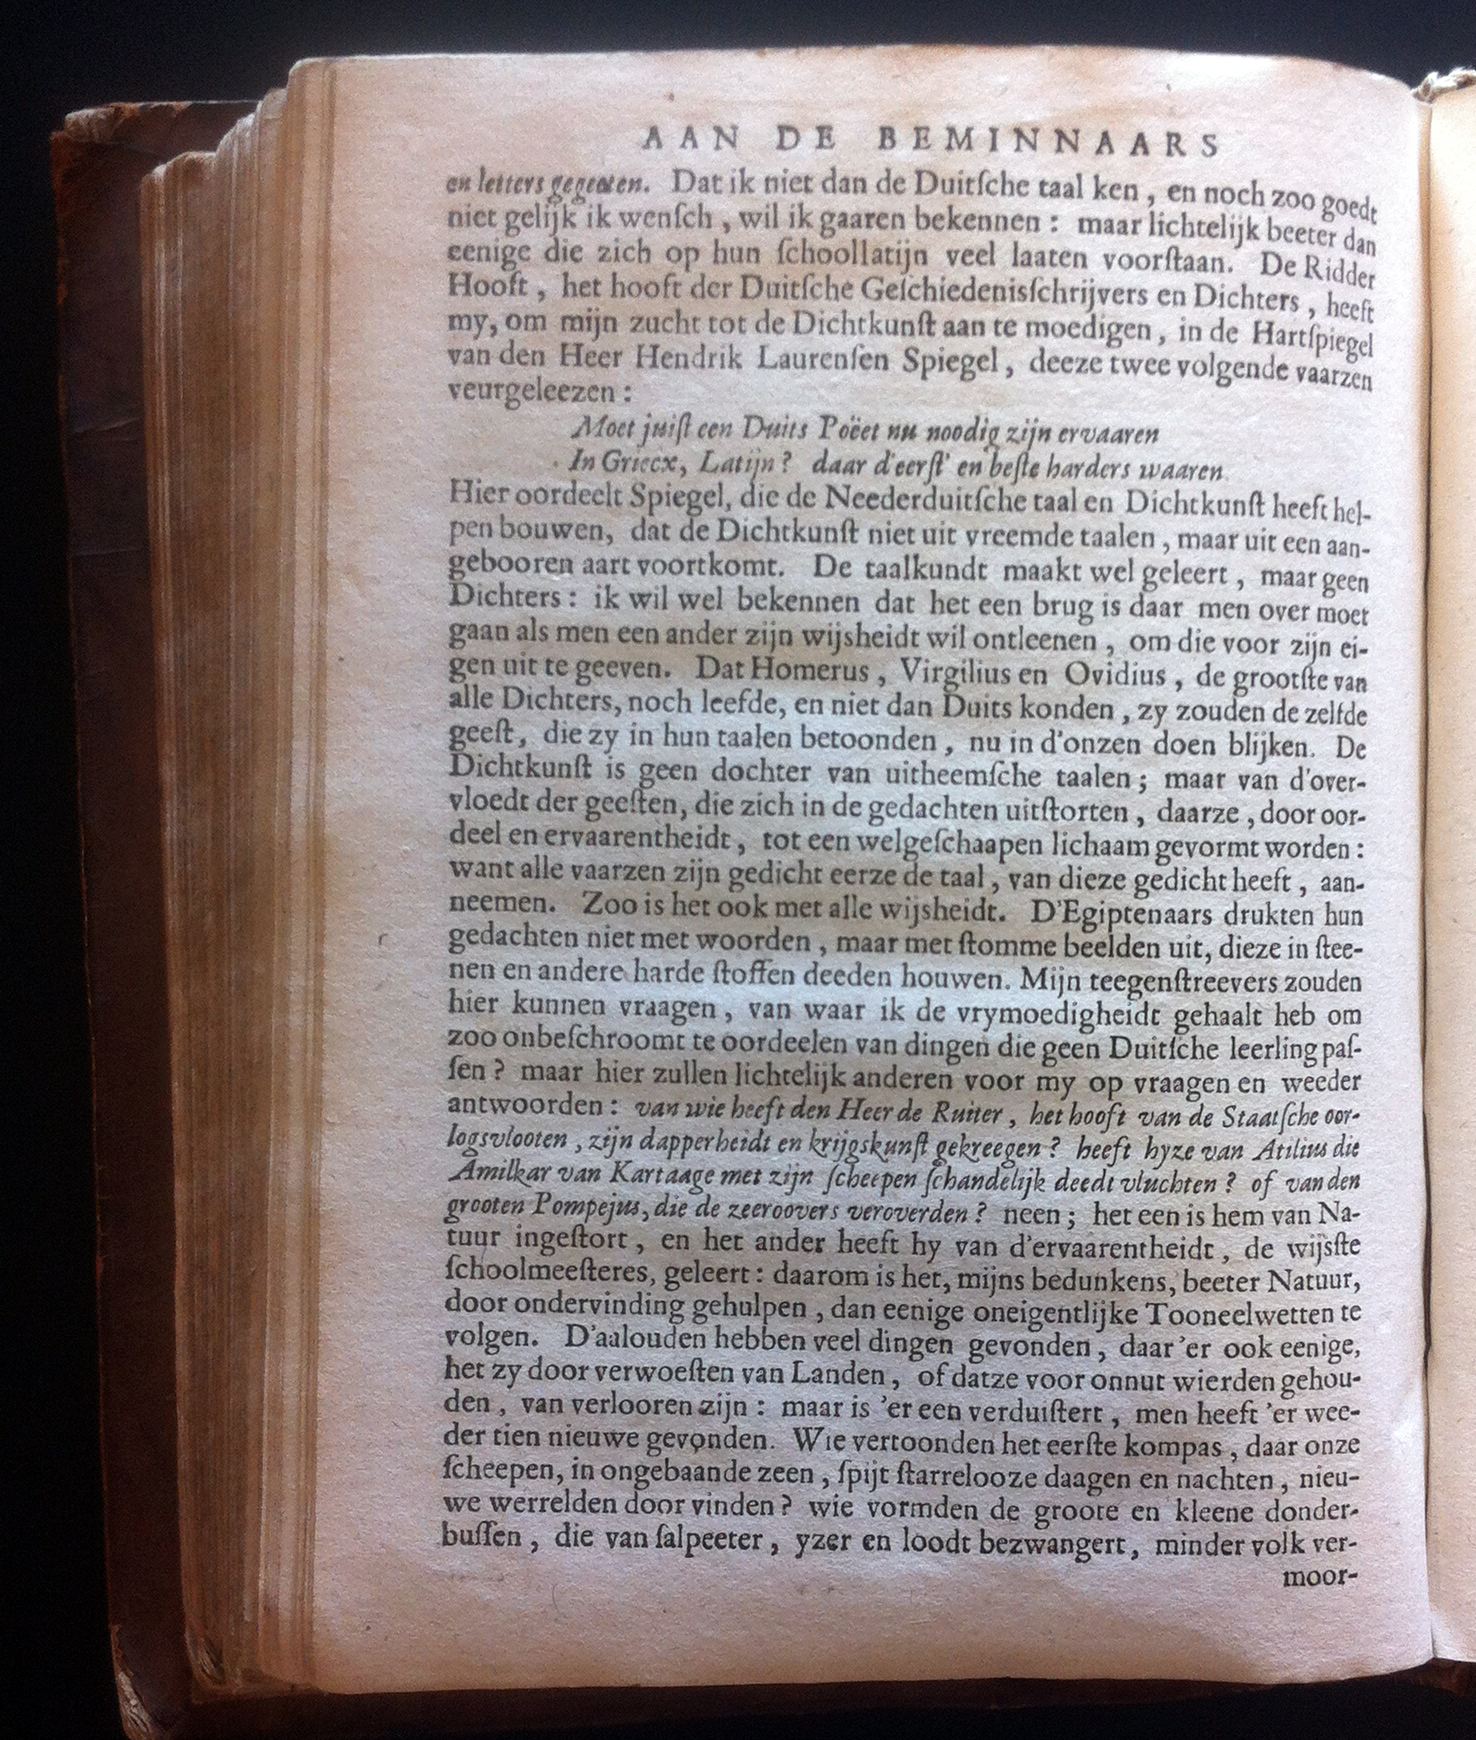 AAN DE BEMINNAARS
en letters gegeeten. Dat ik niet dan de Duitſche taal ken, en noch zoo goedt
niet gelijk ik wenſch, wil ik gaaren bekennen: maar lichtelijk beeter dan
eenige die zich op hun ſchoollatijn veel laaten voorſtaan. De Ridder
Hooft, het hooft der Duitſche Geſchiedenisſchrijvers en Dichters, heeft
my, om mijn zucht tot de Dichtkunſt aan te moedigen, in de Hartſpiegel
van den Heer Hendrik Laurenſen Spiegel, deeze twee volgende vaarzen
veurgeleezen:
Moet juiſt een Duits Poëet nu noodig zijn ervaaren
In Griecx, Latijn? daar d'eerſt' en beſte harders waaren.
Hier oordeelt Spiegel, die de Neederduitſche taal en Dichtkunſt heeft hel-
pen bouwen, dat de Dichtkunſt niet uit vreemde taalen, maar uit een aan-
gebooren aart voortkomt. De taalkundt maakt wel geleert, maar geen
Dichters: ik wil wel bekennen dat het een brug is daar men over moet
gaan als men een ander zijn wijsheidt wil ontleenen, om die voor zijn ei-
gen uit te geeven. Dat Homerus, Virgilius en Ovidius, de grootſte van
alle Dichters, noch leefde, en niet dan Duits konden, zy zouden de zelfde
geeſt, die zy in hun taalen betoonden, nu in d'onzen doen blijken. De
Dichtkunſt is geen dochter van uitheemſche taalen; maar van d'over-
vloedt der geeſten, die zich in de gedachten uitſtorten, daarze, door oor-
deel en ervaarentheidt, tot een welgeſchaapen lichaam gevormt worden:
want alle vaarzen zijn gedicht eerze de taal, van dieze gedicht heeft, aan-
neemen. Zoo is het ook met alle wijsheidt. D'Egiptenaars drukten hun
gedachten niet met woorden, maar met ſtomme beelden uit, dieze in ſtee-
nen en andere harde ſtoffen deeden houwen. Mijn teegenſtreevers zouden
hier kunnen vraagen, van waar ik de vrymoedigheidt gehaalt heb om
zoo onbeſchroomt te oordeelen van dingen die geen Duitſche leerling paſ-
ſen? maar hier zullen lichtelijk anderen voor my op vraagen en weeder
antwoorden: van wie heeft den Heer de Ruiter, het hooft van de Staatſche oor-
logsvlooten, zijn dapperheidt en krijgskunſt gekreegen? heeft hyze van Atilius die
Amilkar van Kartaage met zijn ſcheepen ſchandelijk deedt vluchten? of van den
grooten Pompejus, die de zeeroovers veroverden? neen; het een is hem van Na-
tuur ingeſtort, en het ander heeft hy van d'ervaarentheidt, de wijsſte
ſchoolmeeſteres, geleert: daarom is het, mijns bedunkens, beeter Natuur,
door ondervinding gehulpen, dan eenige oneigentlijke Tooneelwetten te
volgen. D'aalouden hebben veel dingen gevonden, daar 'er ook eenige,
het zy door verwoeſten van Landen, of datze voor onnut wierden gehou-
den, van verlooren zijn: maar is 'er een verduiſtert, men heeft 'er wee-
der tien nieuwe gevonden. Wie vertoonden het eerſte kompas, daar onze
ſcheepen, in ongebaande zeen, ſpijt ſtarrelooze daagen en nachten, nieu-
we werrelden door vinden? wie vormden de groote en kleene donder-
buſſen, die van ſalpeeter, yzer en loodt bezwangert, minder volk ver-
moor-